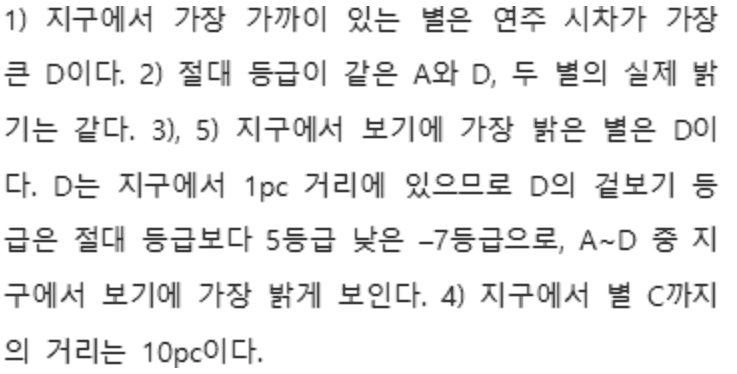 1) 지구에서 가장 가까이 있는 별은 연주 시차가 가장
큰 D이다. 2) 절대 등급이 같은 A와 D, 두 별의 실제 밝
기는 같다. 3), 5) 지구에서 보기에 가장 밝은 별은 D이
다. D는 지구에서 1pc 거리에 있으므로 D의 겉보기 등
급은 절대 등급보다 5등급 낮은 –7등급으로, A~D 중 지
구에서 보기에 가장 밝게 보인다. 4) 지구에서 별 C까지
의 거리는 10pc이다.